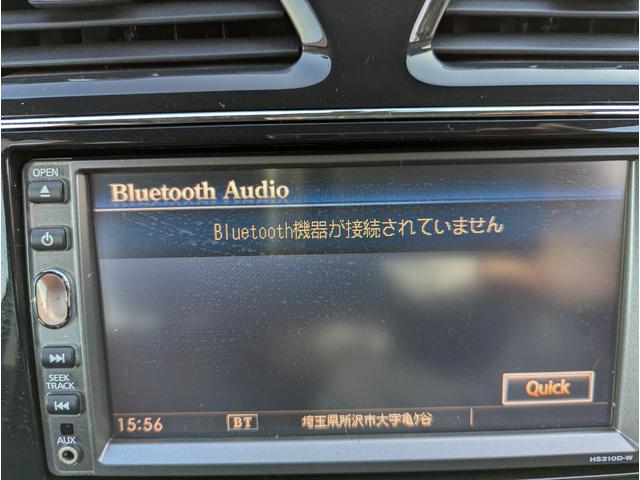 OPEN
Bluetooth Audio
Bluetooth機器が接続されていません
SEEK
TRACK
Quick
15:56
BT
埼玉県所沢市大字亀ケ谷
AUX
HS310D-W